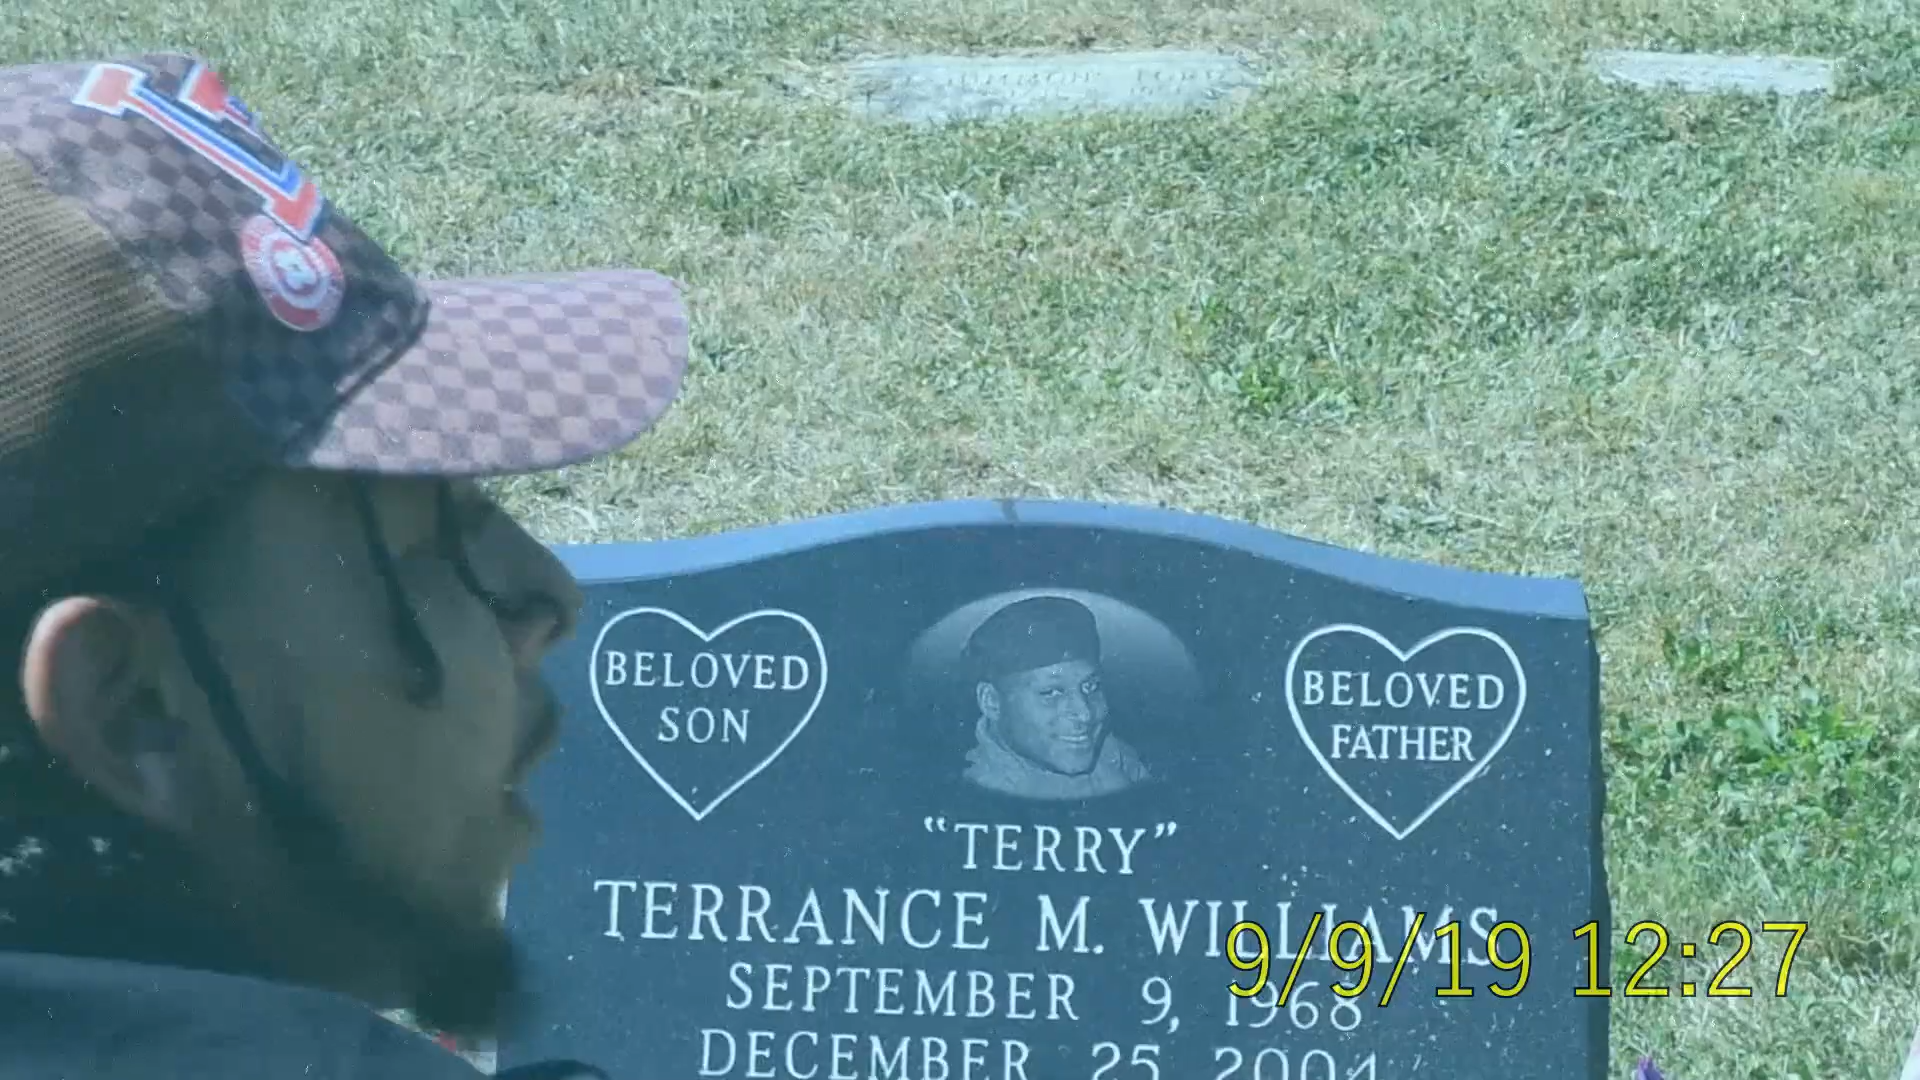 BELOVED
SON
BELOVED
FATHER
"TERRY"
TERRANCE M. WILLIAMS
SEPTEMBER 9, 1968
DECEMBER 25, 2004
9/9/19 12:27